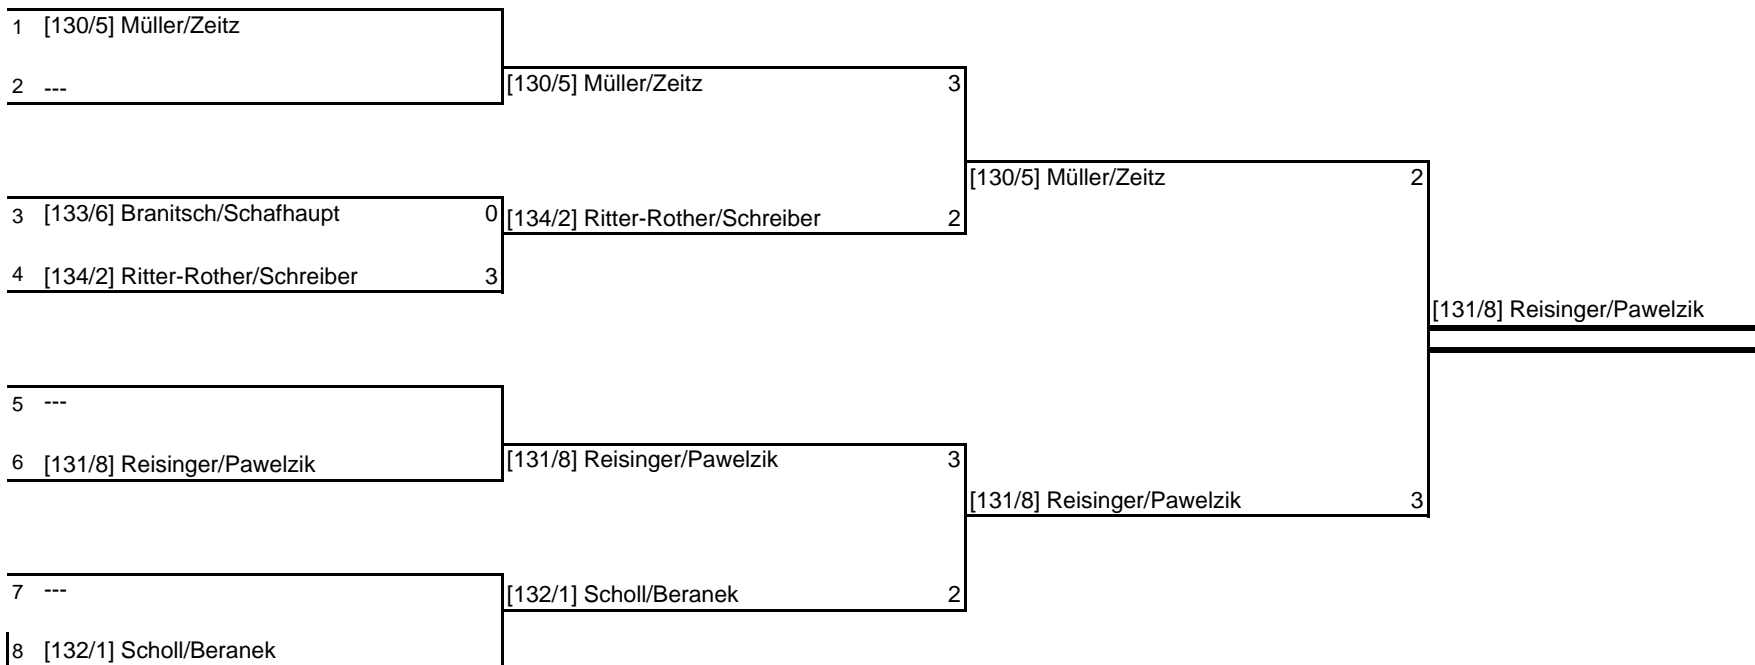 1 [130/5] Müller/Zeitz
2 ---
[130/5] Müller/Zeitz 3
[130/5] Müller/Zeitz 2
3 [133/6] Branitsch/Schafhaupt 0
[134/2] Ritter-Rother/Schreiber 2
4 [134/2] Ritter-Rother/Schreiber 3
[131/8] Reisinger/Pawelzik
5 ---
6 [131/8] Reisinger/Pawelzik
[131/8] Reisinger/Pawelzik 3
[131/8] Reisinger/Pawelzik 3
7 ---
[132/1] Scholl/Beranek 2
8 [132/1] Scholl/Beranek